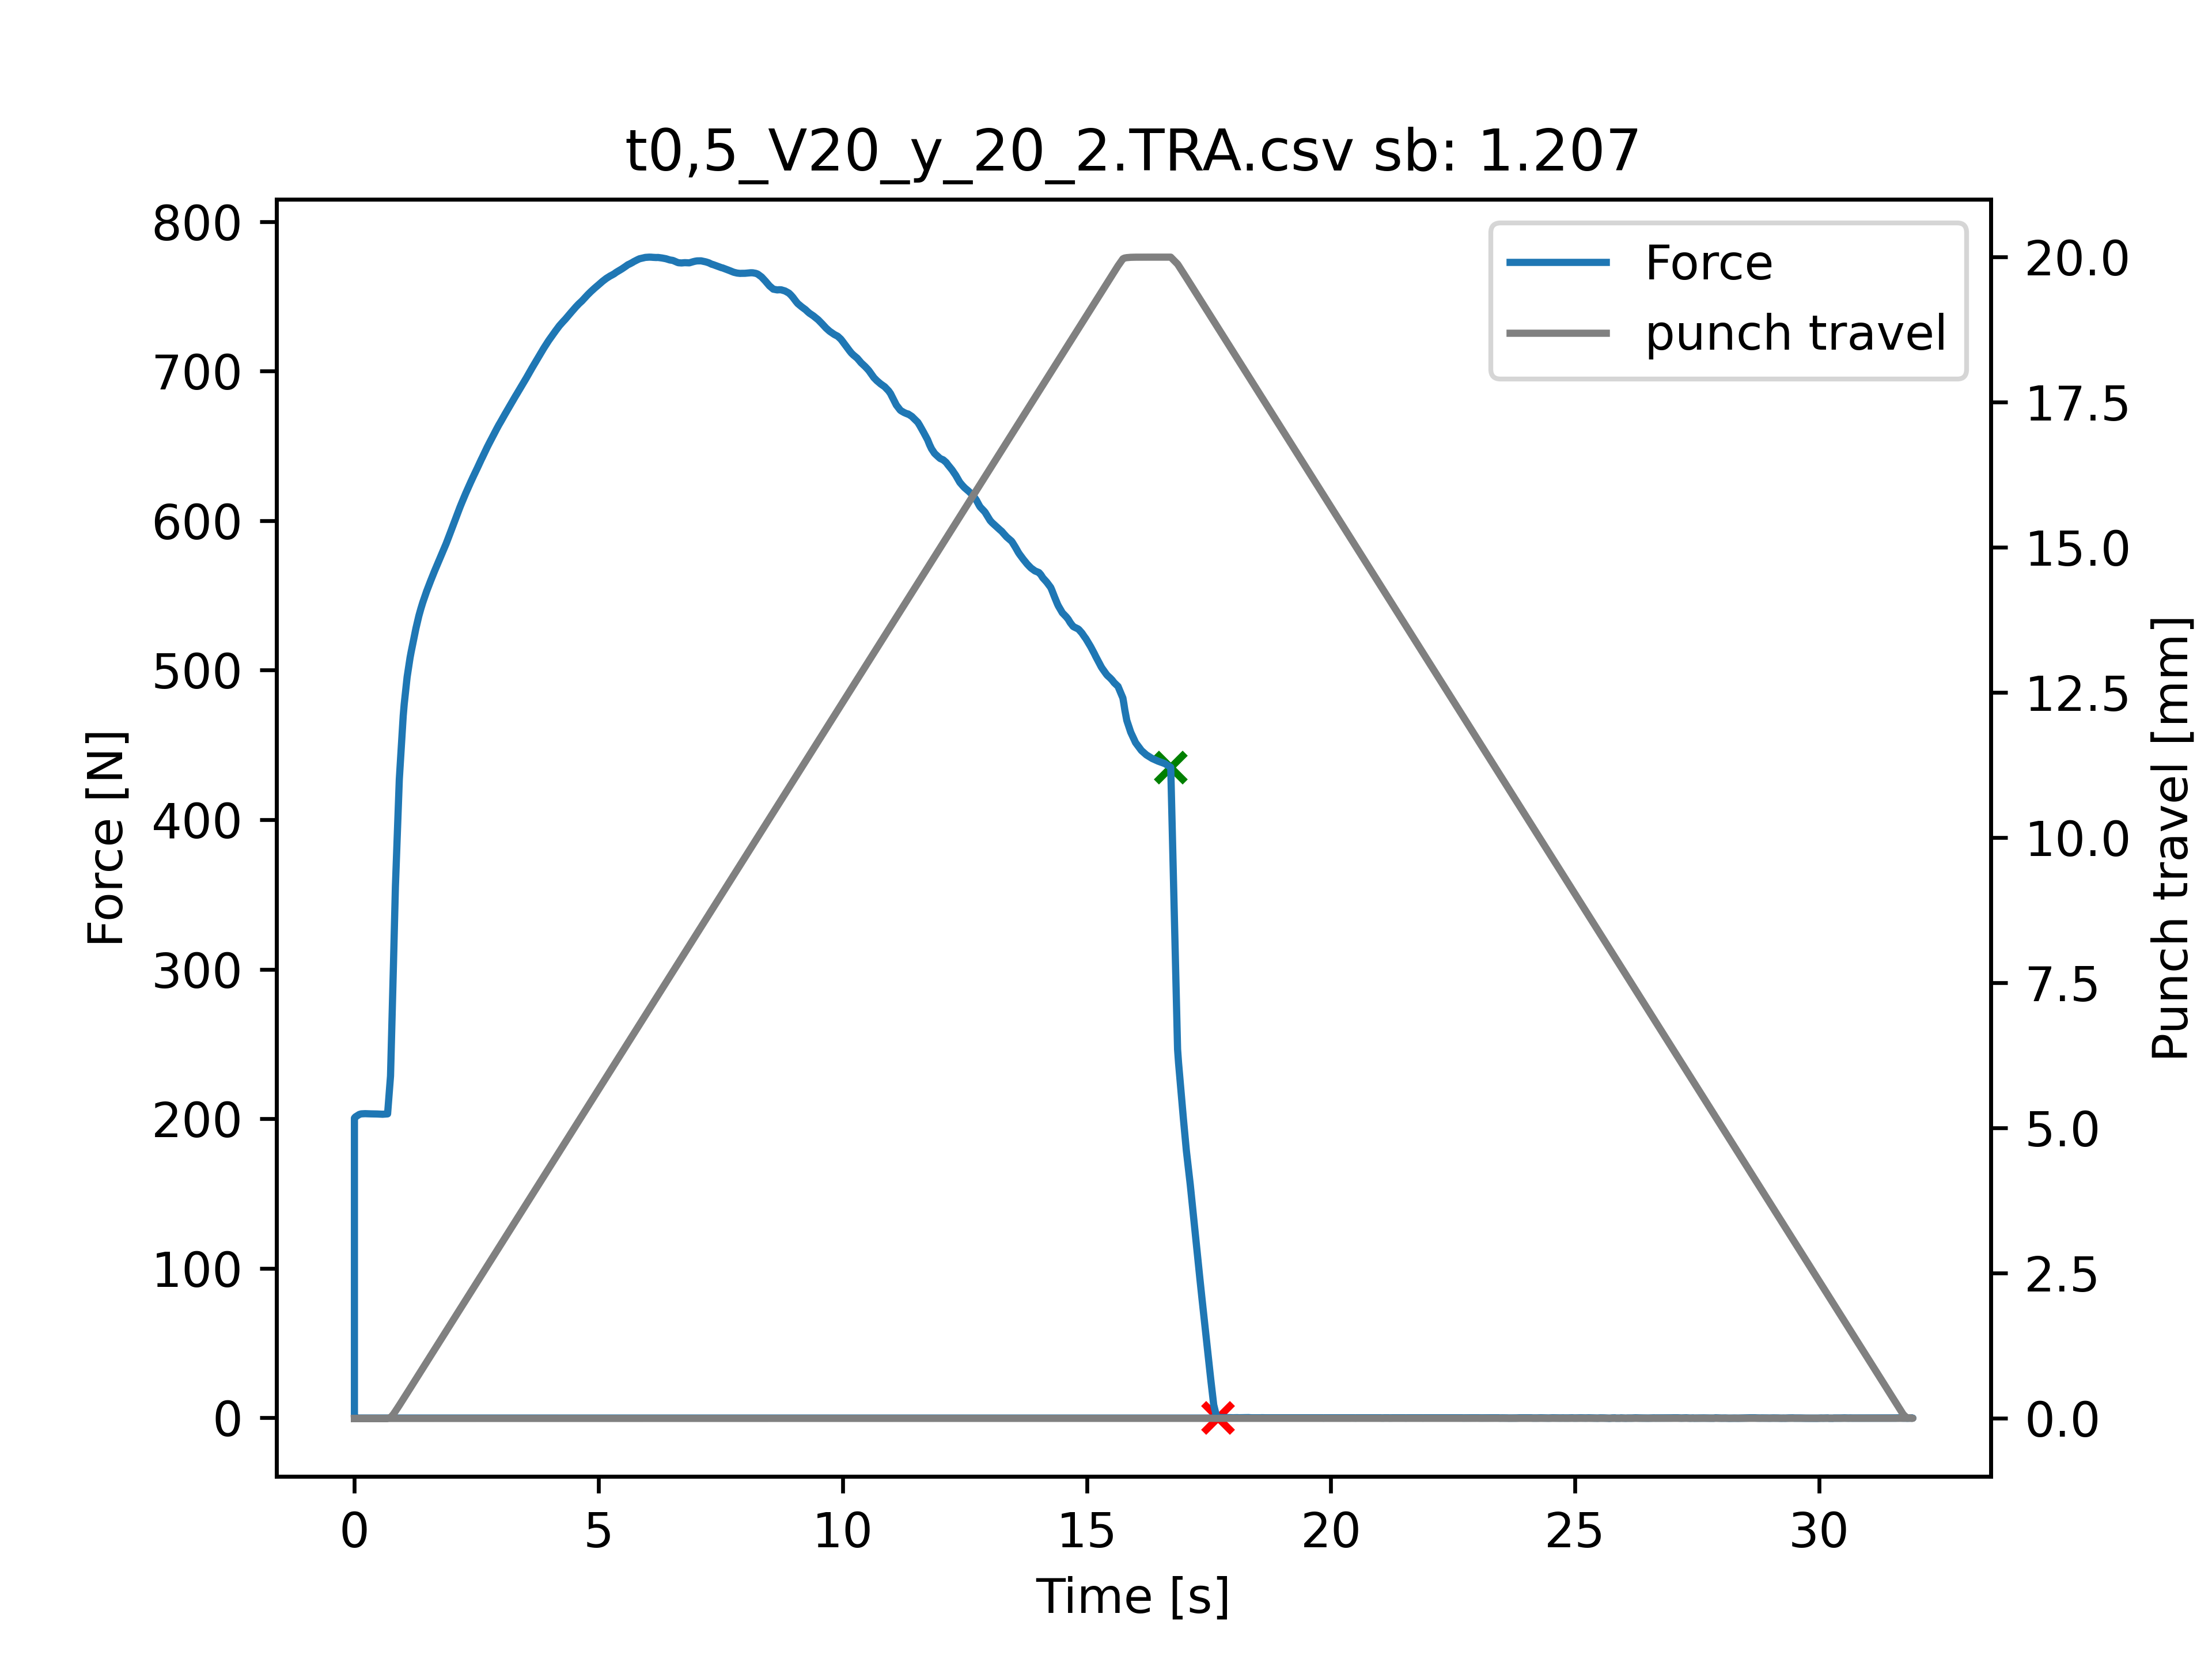 t0,5_V20_y_20_2.TRA.csv sb: 1.207
Force
punch travel
800
700
600
500
400
300
200
100
0
Force [N]
20.0
17.5
15.0
12.5
10.0
7.5
5.0
2.5
0.0
Punch travel [mm]
0 5 10 15 20 25 30
Time [s]